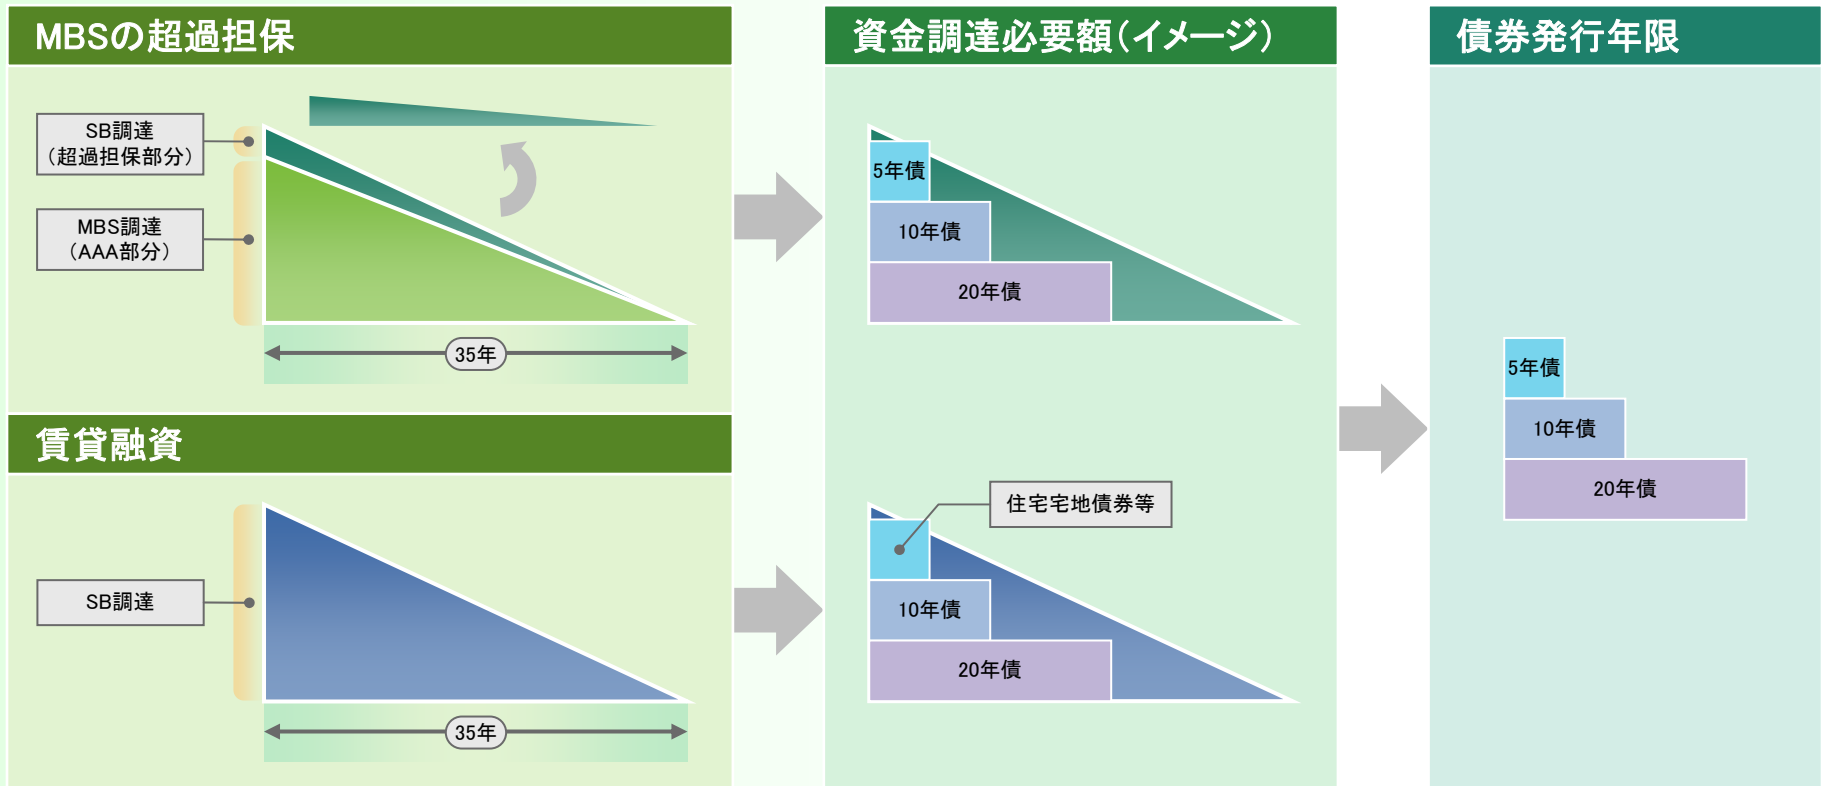 MBSの超過担保
SB調達
（超過担保部分）
MBS調達
（AAA部分）
35年
賃貸融資
SB調達
35年
資金調達必要額（イメージ）
5年債
10年債
20年債
住宅宅地債券等
10年債
20年債
債券発行年限
5年債
10年債
20年債